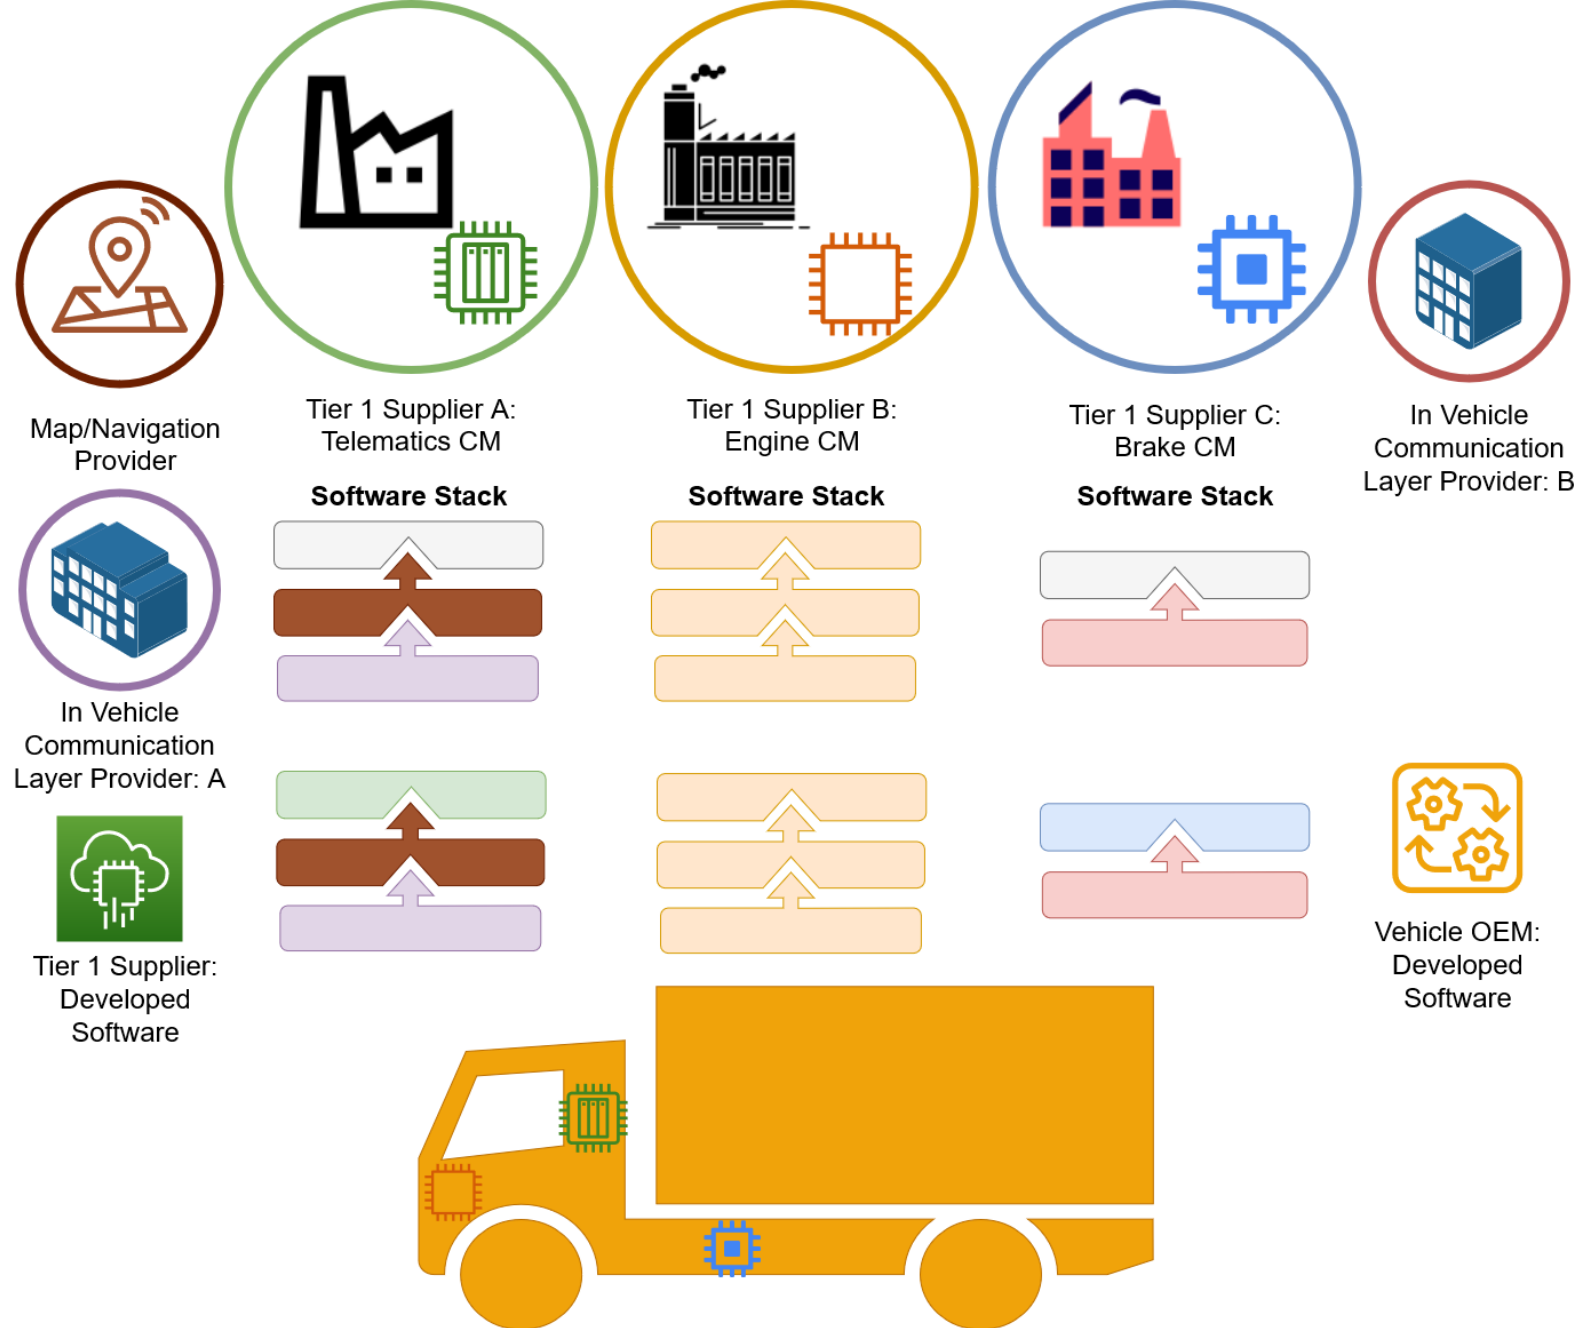 Map/Navigation
Provider
Tier 1 Supplier A:
Telematics CM
Tier 1 Supplier B:
Engine CM
Tier 1 Supplier C:
Brake CM
In Vehicle
Communication
Layer Provider: B
Software Stack
Software Stack
Software Stack
In Vehicle
Communication
Layer Provider: A
Tier 1 Supplier:
Developed
Software
Vehicle OEM:
Developed
Software